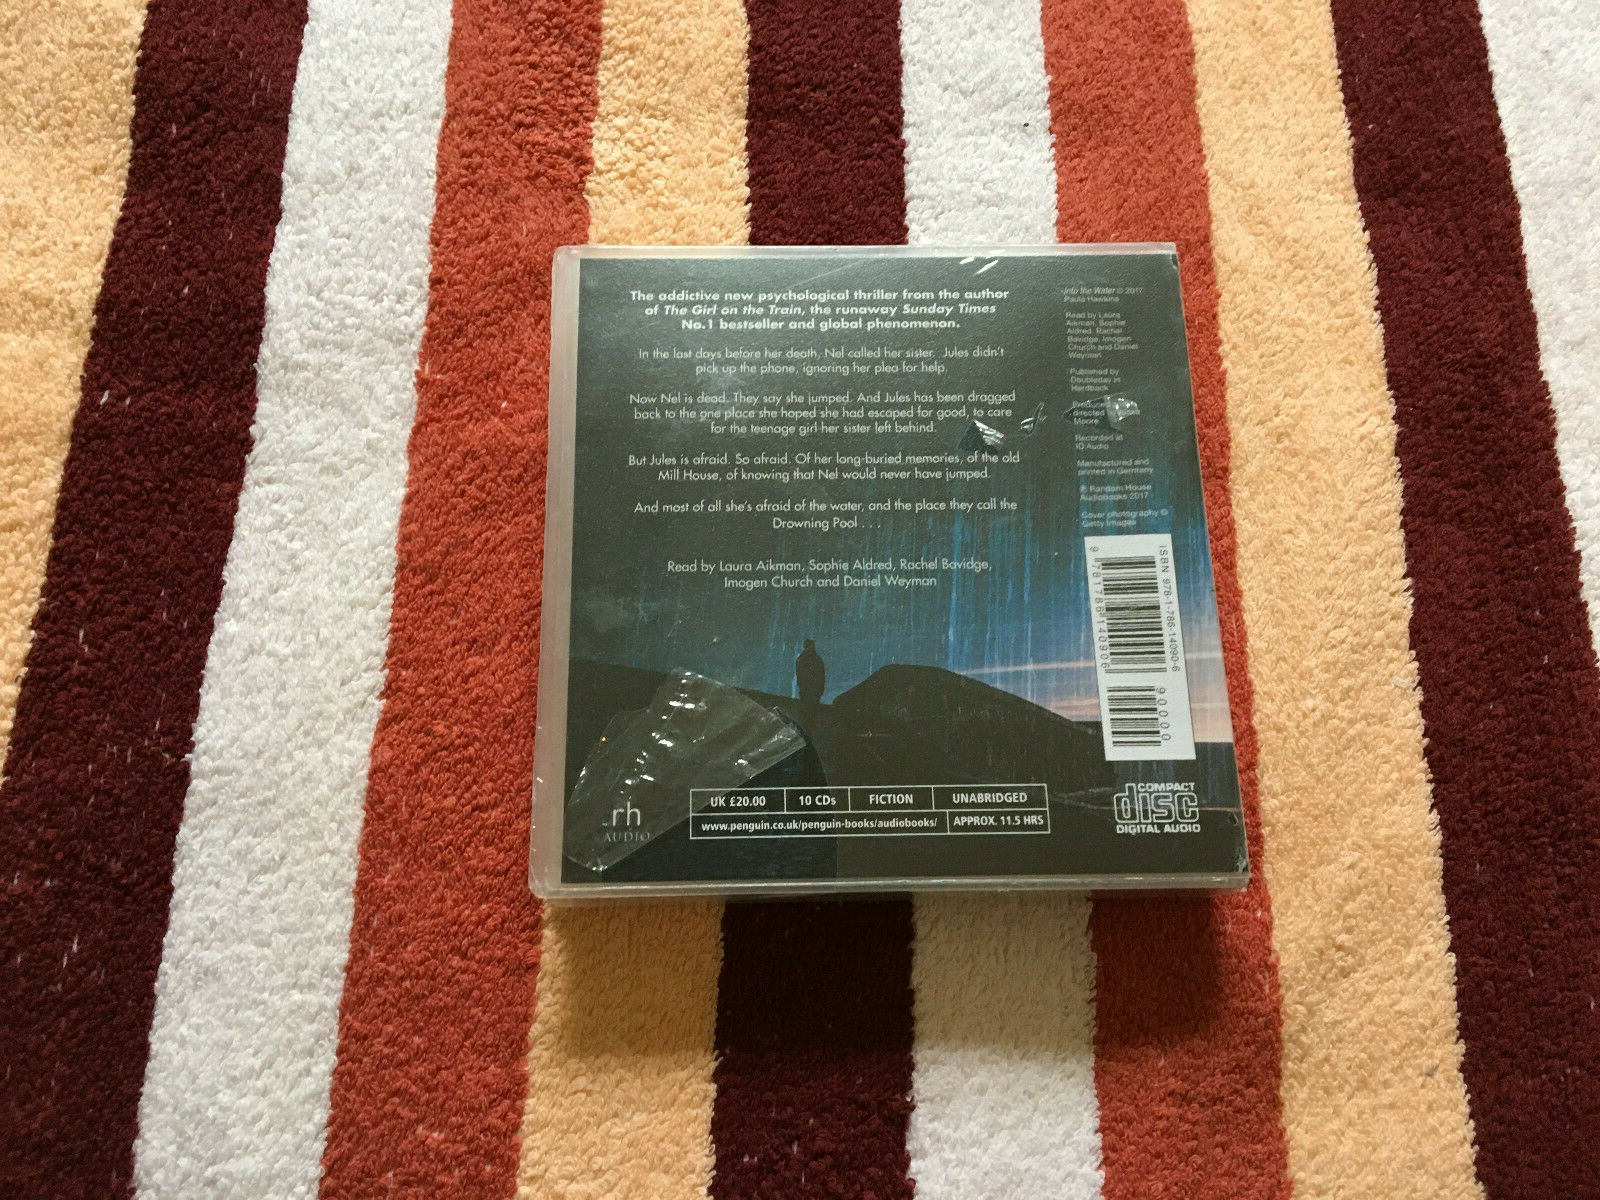 The addictive new psychological thriller from the author
of The Girl on the Train, the runaway Sunday Times
No.1 bestseller and global phenomenon.
In the last days before her death, Nel called her sister. Jules didn't
pick up the phone, ignoring her plea for help.
Now Nel is dead. They say she jumped. And Jules has been dragged
back to the one place she hoped she had escaped for good, to care
for the teenage girl her sister left behind.
But Jules is afraid. So afraid. Of her long-buried memories, of the old
Mill House, of knowing that Nel would never have jumped.
And most of all she's afraid of the water, and the place they call the
Drowning Pool . . .
Read by Laura Aikman, Sophie Aldred, Rachel Bavidge,
Imogen Church and Daniel Weyman
Into the Water © 2017
Paula Hawkins
Read by Laura
Aikman, Sophie
Aldred, Rachel
Bavidge, Imogen
Church and Daniel
Weyman
Published by
Doubleday in
Hardback
Produced
directed
Moore
Recorded at
ID Audio
Manufactured and
printed in Germany
℗ Random House
Audiobooks 2017
Cover photography ©
Getty Images
ISBN 978-1-786-14090-6
9 781786 140906
90000
rh
AUDIO
UK £20.00 10 CDs FICTION UNABRIDGED
www.penguin.co.uk/penguin-books/audiobooks/ APPROX. 11.5 HRS
COMPACT
disc
DIGITAL AUDIO